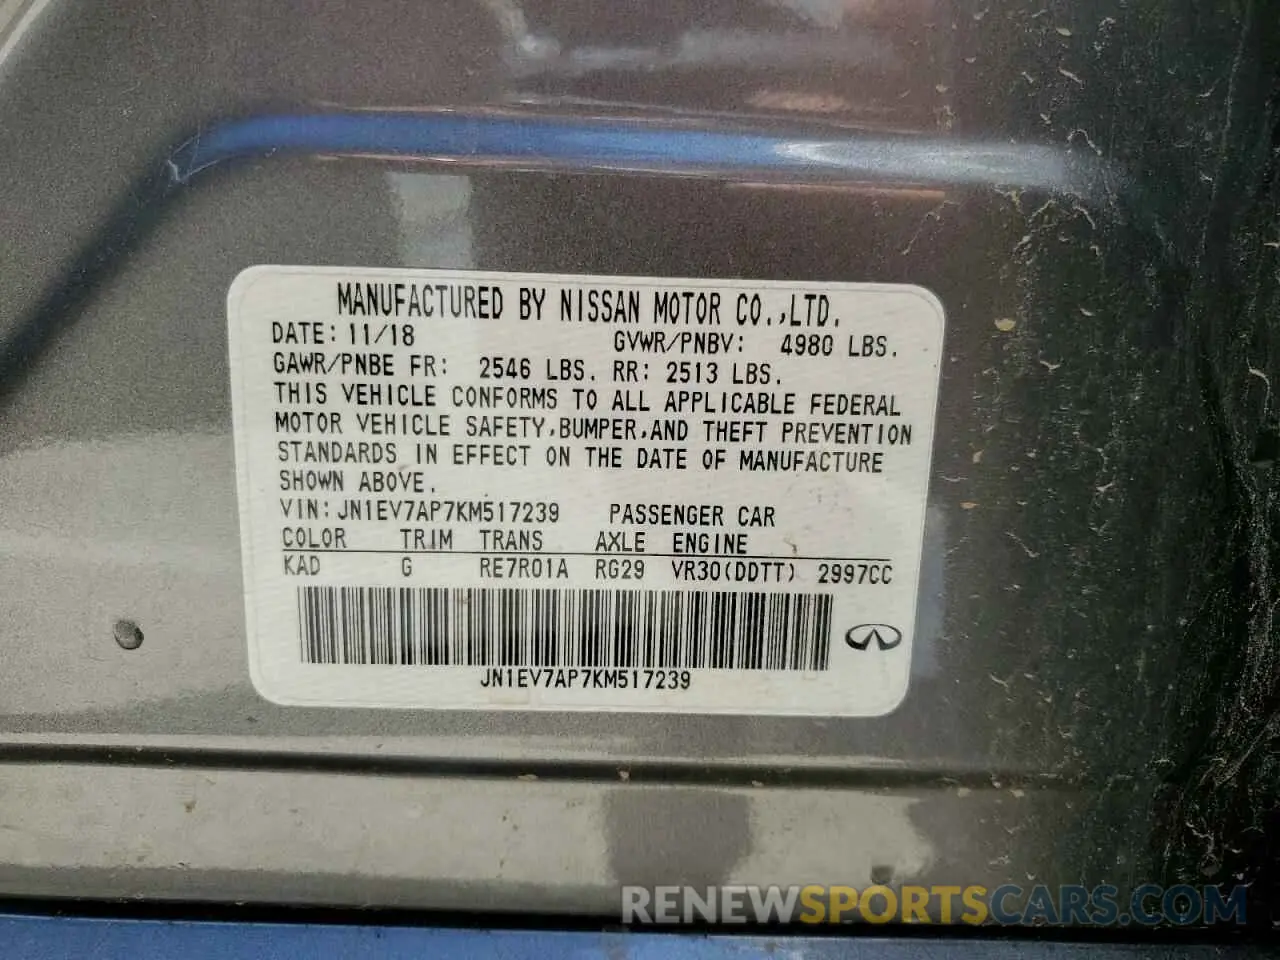 MANUFACTURED BY NISSAN MOTOR CO.,LTD.
DATE: 11/18 GVWR/PNBV: 4980 LBS.
GAWR/PNBE FR: 2546 LBS. RR: 2513 LBS.
THIS VEHICLE CONFORMS TO ALL APPLICABLE FEDERAL
MOTOR VEHICLE SAFETY,BUMPER,AND THEFT PREVENTION
STANDARDS IN EFFECT ON THE DATE OF MANUFACTURE
SHOWN ABOVE.
VIN:JN1EV7AP7KM517239 PASSENGER CAR
COLOR TRIM TRANS AXLE ENGINE
KAD G RE7R01A RG29 VR30(DDTT) 2997CC
JN1EV7AP7KM517239
RENEWSPORTSCARS.COM